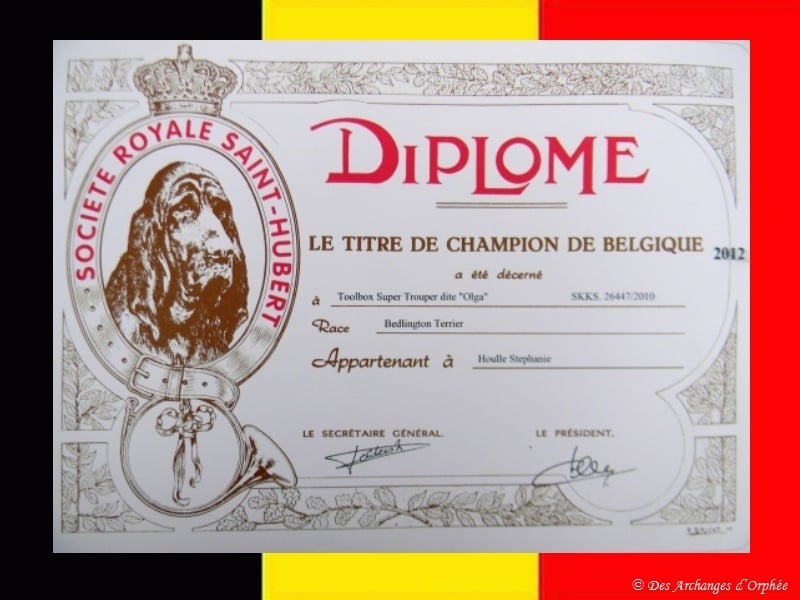 SOCIETE ROYALE SAINT-HUBERT
DIPLOME
LE TITRE DE CHAMPION DE BELGIQUE 2012
a été décerné
à Toolbox Super Trouper dite "Olga" SKKS. 26447/2010
Race Bedlington Terrier
Appartenant à Houlle Stephanie
LE SECRÉTAIRE GÉNÉRAL. LE PRÉSIDENT.
© Des Archanges d'Orphée